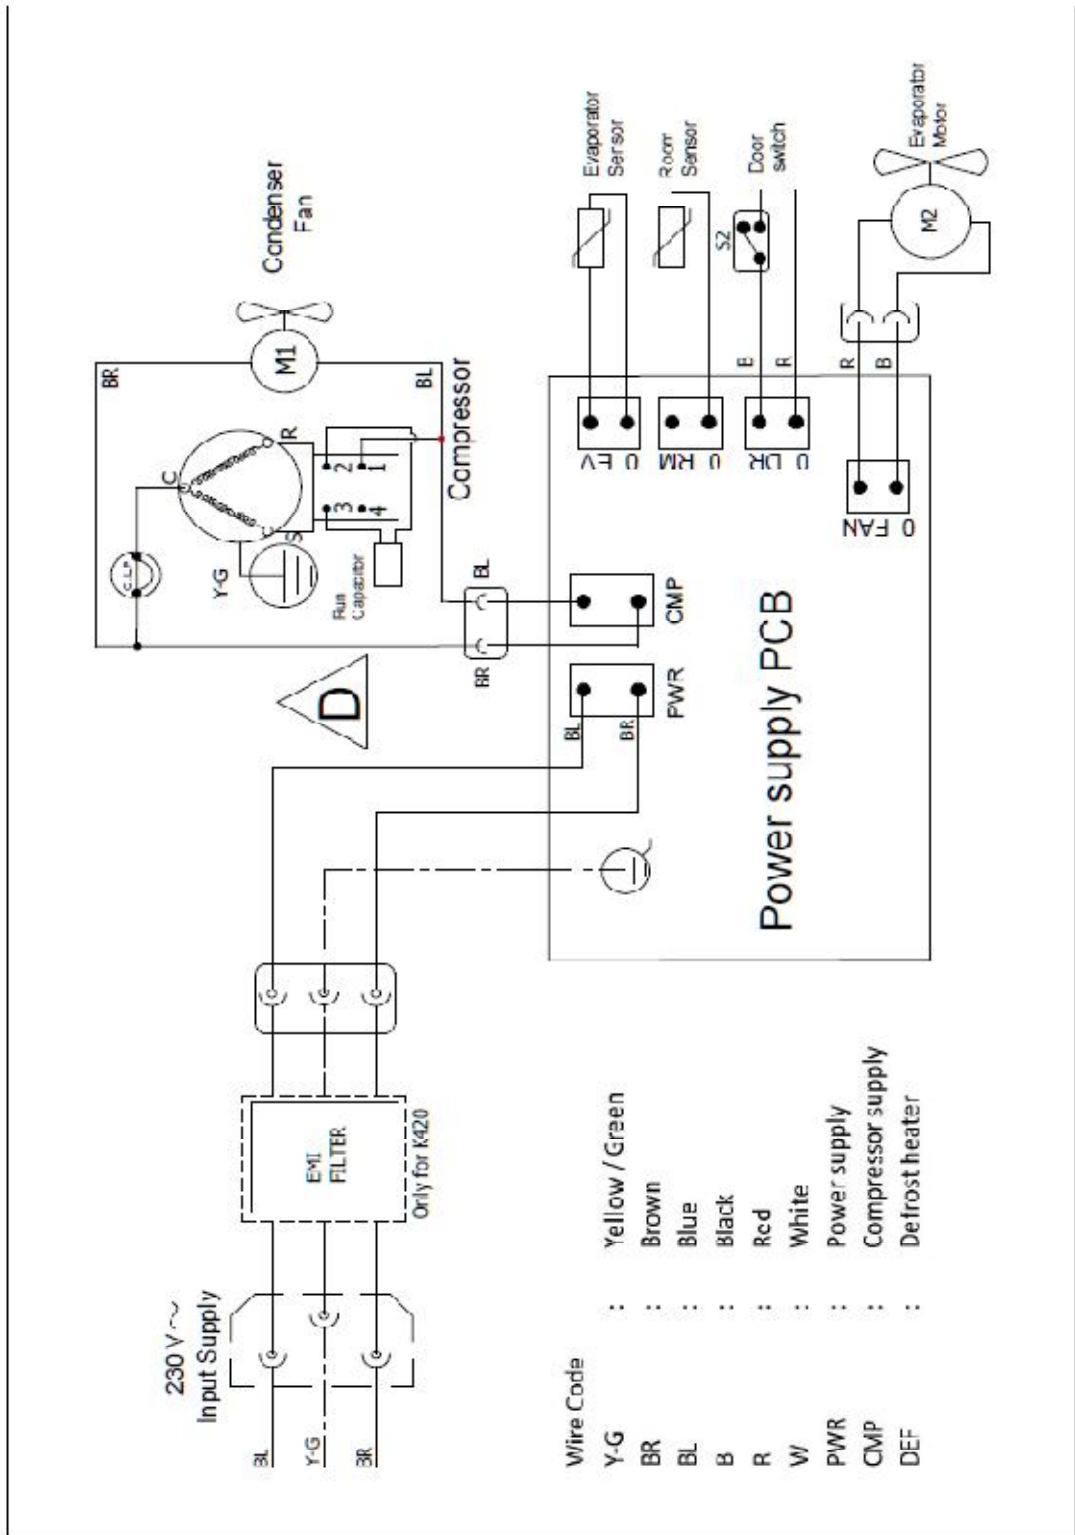 230 V ~
Input Supply
BL
Y-G
BR
EMI
FILTER
Only for K420
D
BR
BL
C
R
S
C.L.P
Y-G
Run
Capacitor
2
1
3
4
M1
Condenser
Fan
Compressor
BR
BL
BL
BR
PWR
CMP
Power supply PCB
0 EV
0 RM
0 DR
0 FAN
R
R
B
S2
Evaporator
Sensor
Room
Sensor
Door
switch
M2
Evaporator
Motor
Wire Code
Y-G : Yellow / Green
BR : Brown
BL : Blue
B : Black
R : Red
W : White
PWR : Power supply
CMP : Compressor supply
DEF : Defrost heater